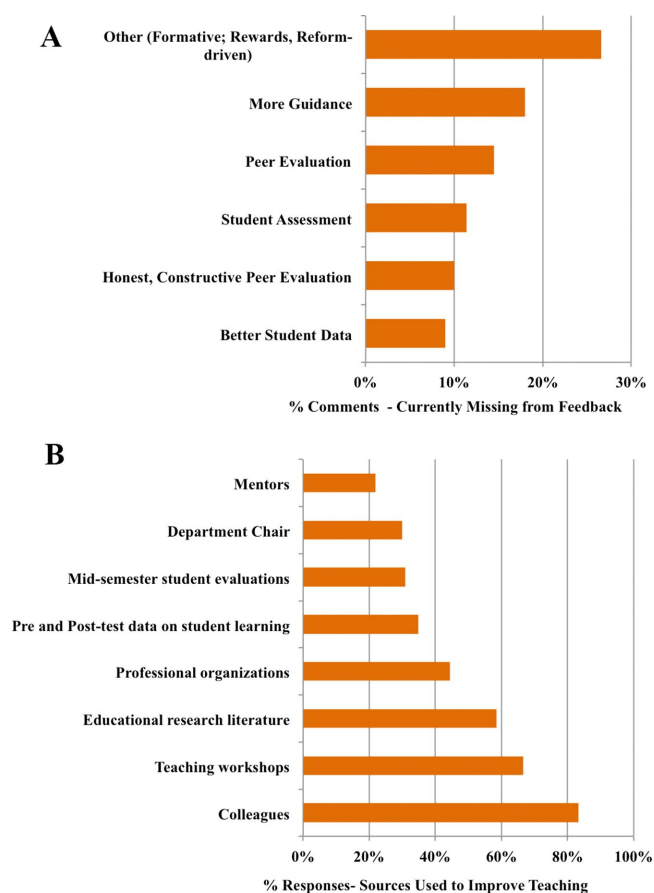 A
Other (Formative; Rewards, Reform-
driven)
More Guidance
Peer Evaluation
Student Assessment
Honest, Constructive Peer Evaluation
Better Student Data
0% 10% 20% 30%
% Comments - Currently Missing from Feedback
B
Mentors
Department Chair
Mid-semester student evaluations
Pre and Post-test data on student learning
Professional organizations
Educational research literature
Teaching workshops
Colleagues
0% 20% 40% 60% 80% 100%
% Responses- Sources Used to Improve Teaching